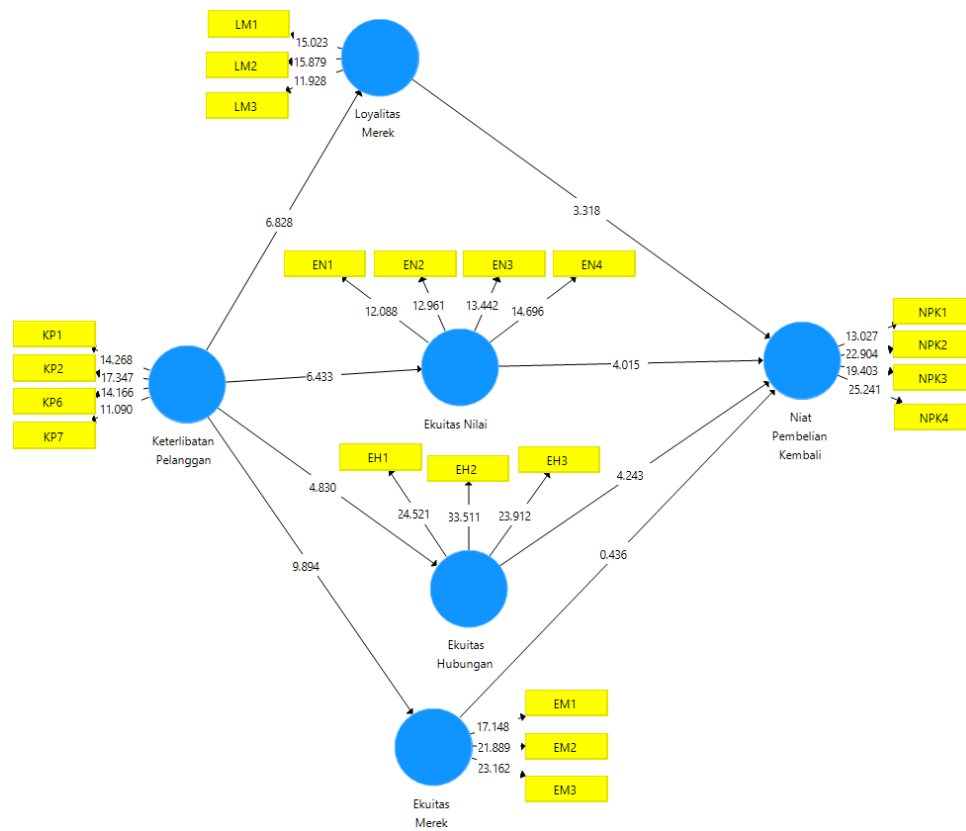 LM1
15.023
LM2
15.879
LM3
11.928
Loyalitas
Merek
6.828
3.318
EN1
EN2
EN3
EN4
12.088
12.961
13.442
14.696
KP1
14.268
KP2
17.347
KP6
14.166
KP7
11.090
Keterlibatan
Pelanggan
6.433
Ekuitas Nilai
4.015
NPK1
13.027
NPK2
22.904
NPK3
19.403
NPK4
25.241
Niat
Pembelian
Kembali
EH1
EH2
EH3
24.521
33.511
23.912
4.830
4.243
9.894
0.436
Ekuitas
Hubungan
EM1
17.148
EM2
21.889
EM3
23.162
Ekuitas
Merek